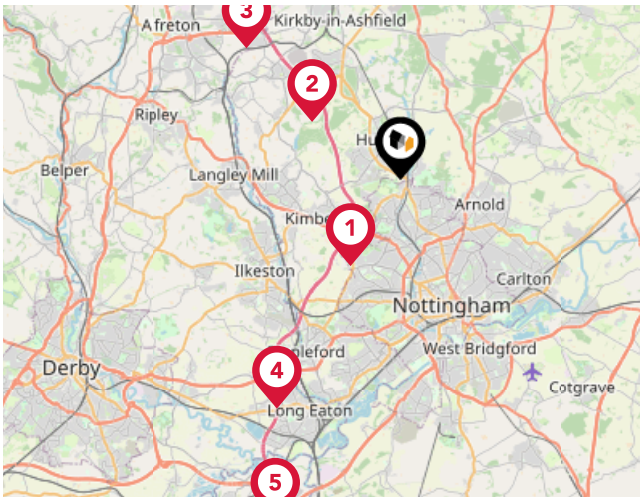 3
Kirkby-in-Ashfield
Afreton
2
Ripley
Hu
Belper
Langley Mill
Arnold
Kimbe
1
Ilkeston
Carlton
Nottingham
West Bridgford
pleford
Derby
4
Cotgrave
Long Eaton
5